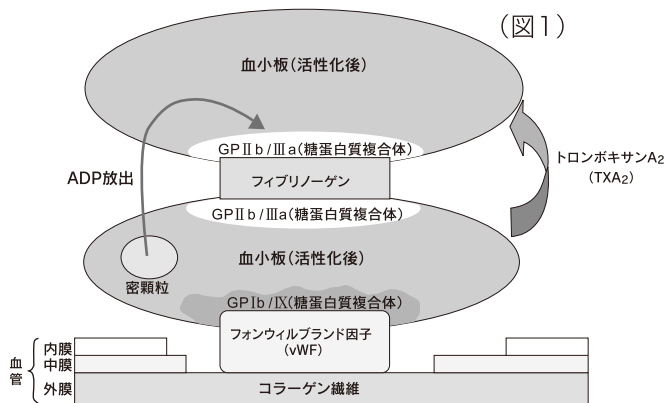 （図1）
血小板（活性化後）
GPⅡb/Ⅲa（糖蛋白質複合体）
フィブリノーゲン
ADP放出
トロンボキサンA₂
（TXA₂）
GPⅡb/Ⅲa（糖蛋白質複合体）
血小板（活性化後）
密顆粒
GPⅠb/Ⅸ（糖蛋白質複合体）
フォンウィルブランド因子
（vWF）
血管
内膜
中膜
外膜
コラーゲン繊維